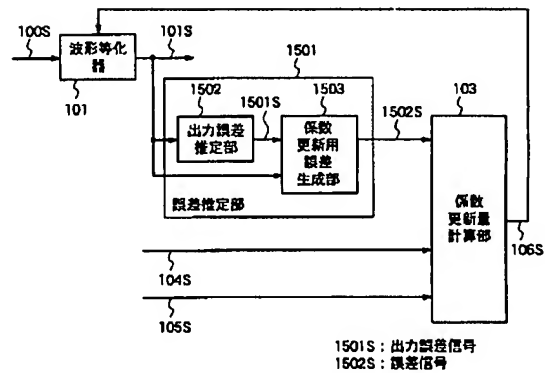 100S
波形等化
器
101
101S
1501
1502
1501S
1503
出力誤差
推定部
係数
更新用
誤差
生成部
誤差推定部
1502S
103
係数
更新量
計算部
106S
104S
105S
1501S：出力誤差信号
1502S：誤差信号